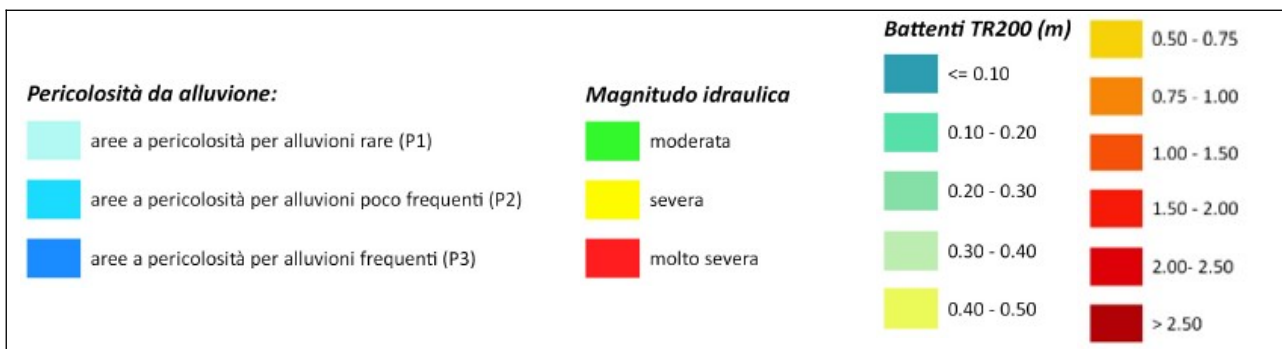 Pericolosità da alluvione:
aree a pericolosità per alluvioni rare (P1)
aree a pericolosità per alluvioni poco frequenti (P2)
aree a pericolosità per alluvioni frequenti (P3)
Magnitudo idraulica
moderata
severa
molto severa
Battenti TR200 (m)
<= 0.10
0.10 - 0.20
0.20 - 0.30
0.30 - 0.40
0.40 - 0.50
0.50 - 0.75
0.75 - 1.00
1.00 - 1.50
1.50 - 2.00
2.00- 2.50
> 2.50